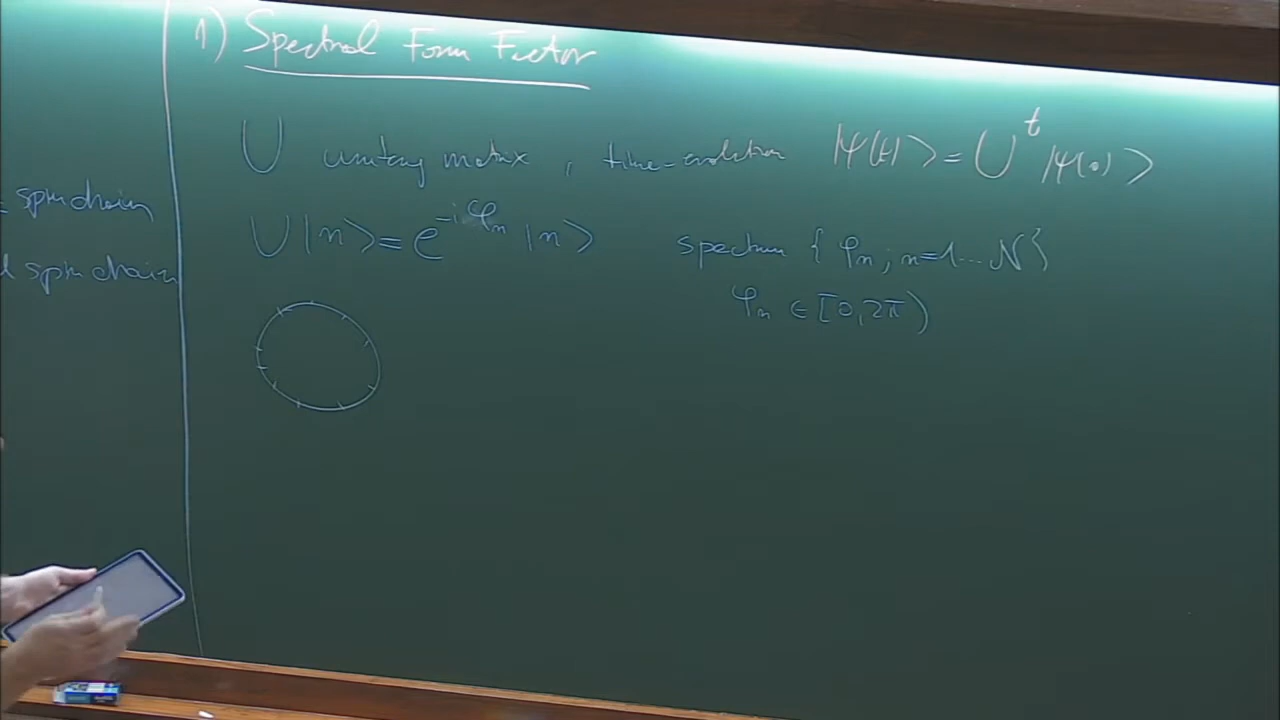 1) Spectral Form Factor
U unitary matrix, time-evolution |ψ(t)> = U^t |ψ(0)>
spin chain
U|n> = e^{-iφ_n} |n> spectrum {φ_n; n=1...N}
spin chain
φ_n ∈ [0, 2π)